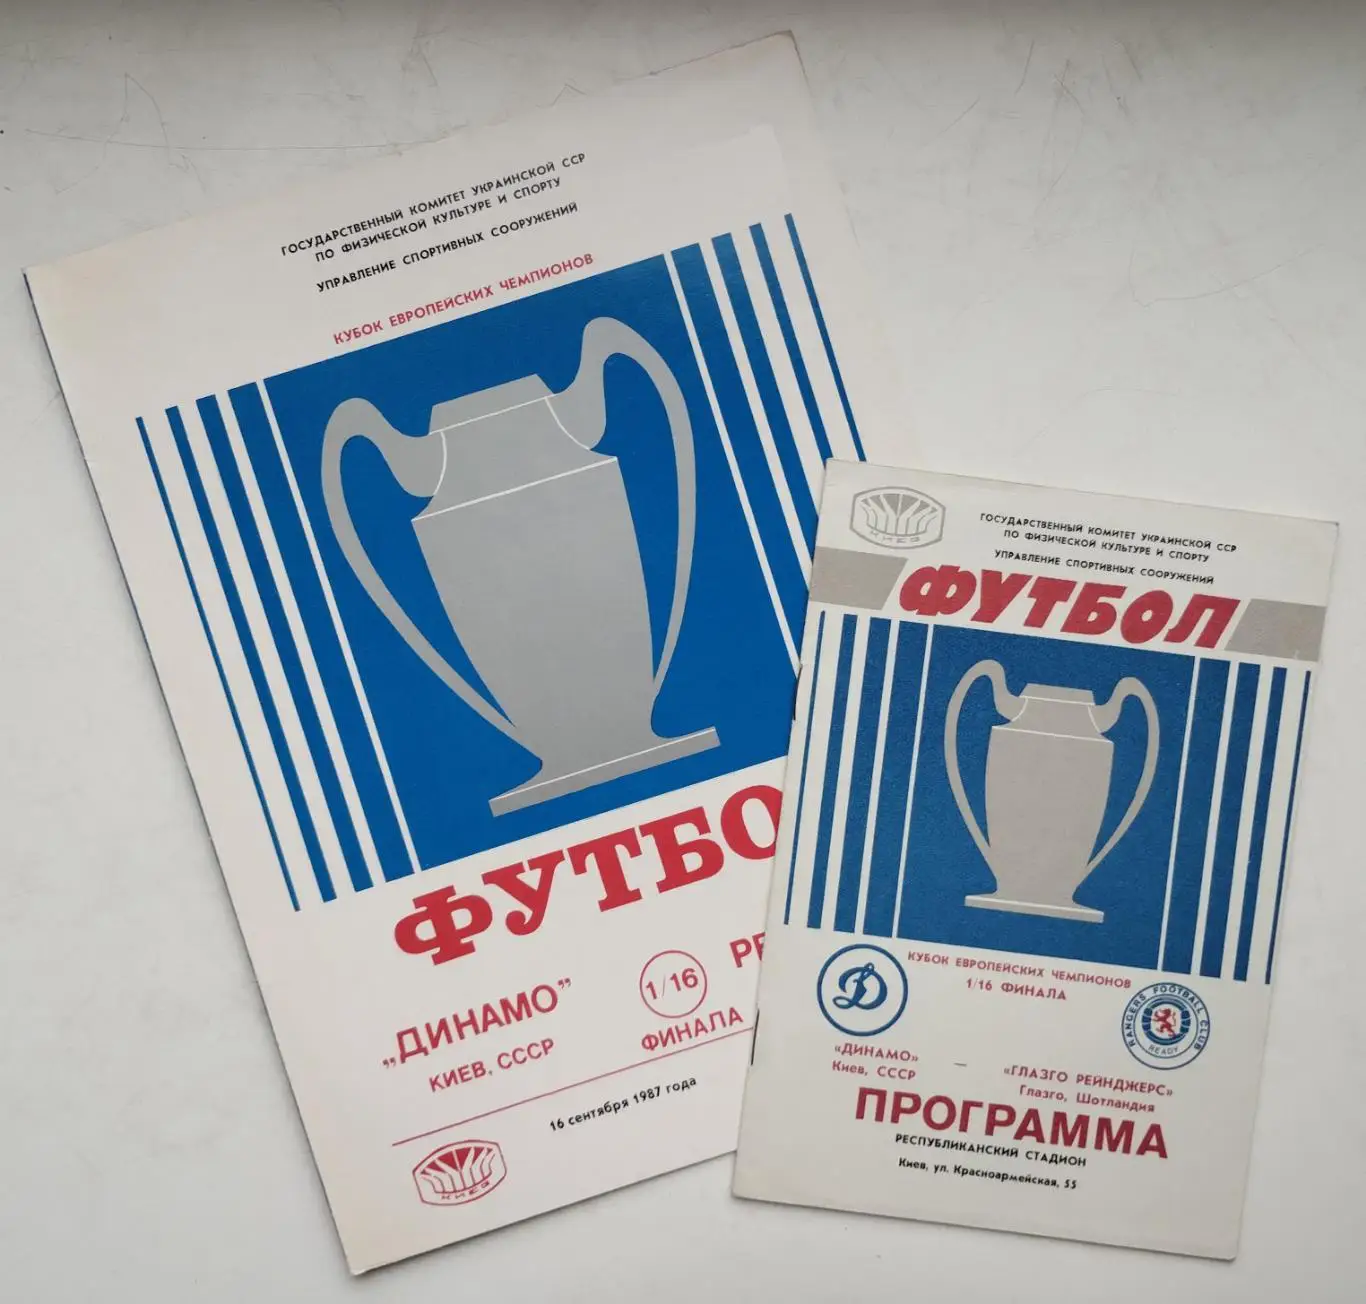 ГОСУДАРСТВЕННЫЙ КОМИТЕТ УКРАИНСКОЙ ССР
ПО ФИЗИЧЕСКОЙ КУЛЬТУРЕ И СПОРТУ
УПРАВЛЕНИЕ СПОРТИВНЫХ СООРУЖЕНИЙ
КУБОК ЕВРОПЕЙСКИХ ЧЕМПИОНОВ
ФУТБО
„ДИНАМО”
КИЕВ, СССР
1/16
ФИНАЛА
РЕ
16 сентября 1987 года
КИЕВ
КИЕВ
ГОСУДАРСТВЕННЫЙ КОМИТЕТ УКРАИНСКОЙ ССР
ПО ФИЗИЧЕСКОЙ КУЛЬТУРЕ И СПОРТУ
УПРАВЛЕНИЕ СПОРТИВНЫХ СООРУЖЕНИЙ
ФУТБОЛ
КУБОК ЕВРОПЕЙСКИХ ЧЕМПИОНОВ
1/16 ФИНАЛА
Д
RANGERS FOOTBALL CLUB
READY
«ДИНАМО» — «ГЛАЗГО РЕЙНДЖЕРС»
Киев, СССР Глазго, Шотландия
ПРОГРАММА
РЕСПУБЛИКАНСКИЙ СТАДИОН
Киев, ул. Красноармейская, 55